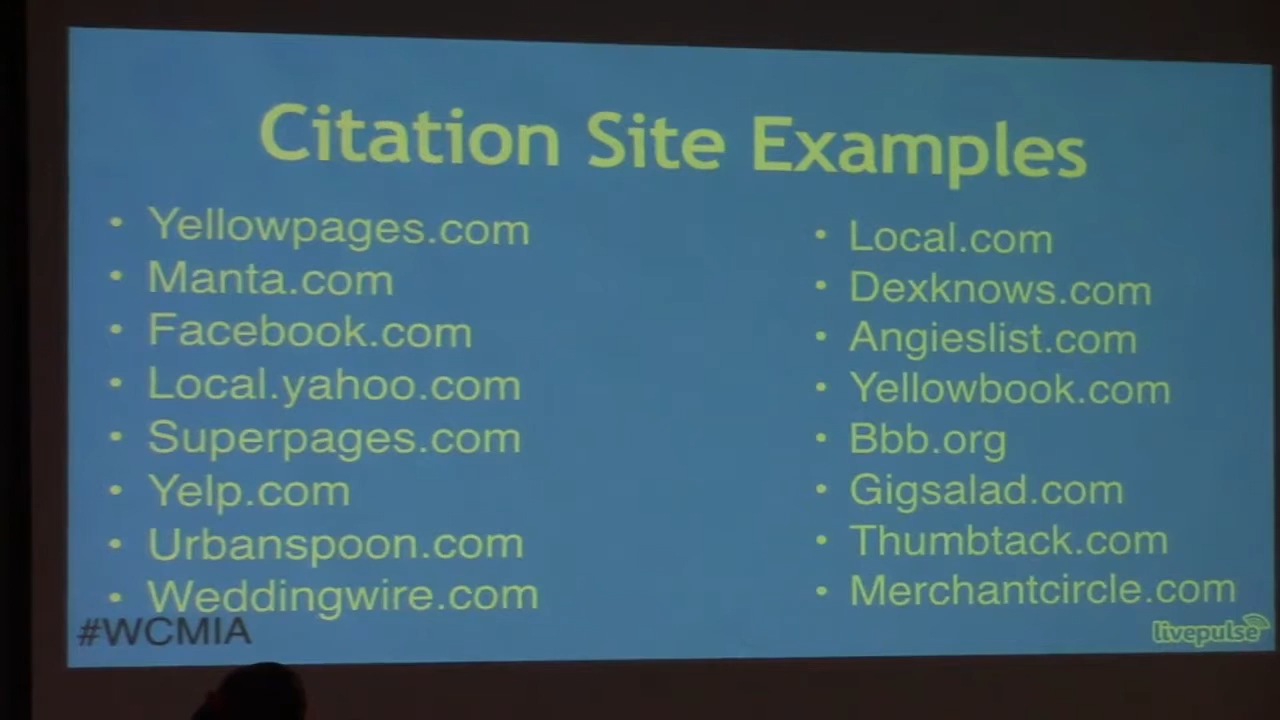 Citation Site Examples
• Yellowpages.com
• Manta.com
• Facebook.com
• Local.yahoo.com
• Superpages.com
• Yelp.com
• Urbanspoon.com
• Weddingwire.com
• Local.com
• Dexknows.com
• Angieslist.com
• Yellowbook.com
• Bbb.org
• Gigsalad.com
• Thumbtack.com
• Merchantcircle.com
#WCMIA
livepulse